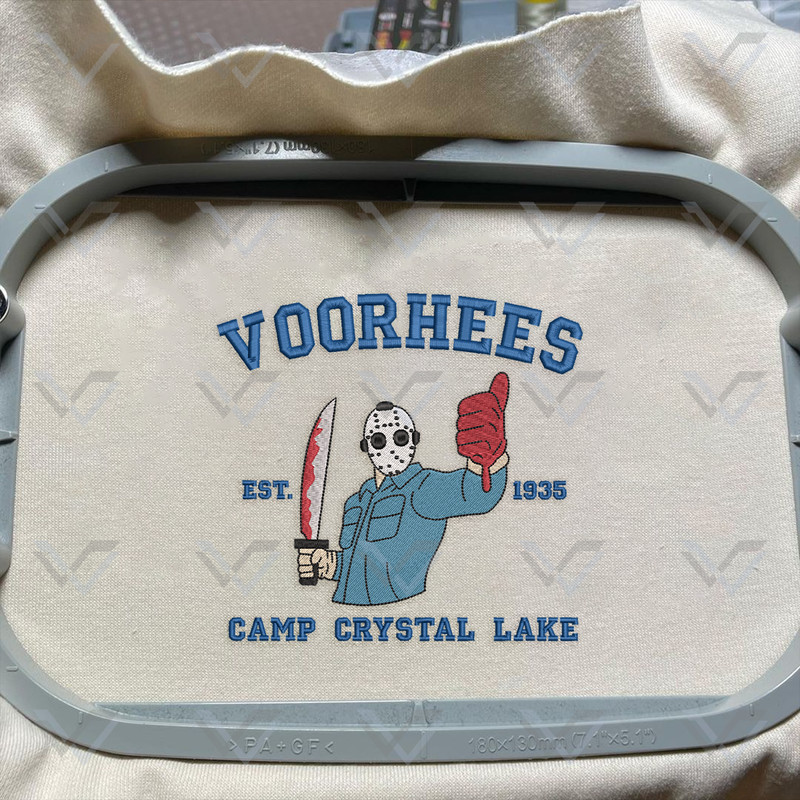 VOORHEES
EST. 1935
CAMP CRYSTAL LAKE
>PA+GF<
180x130mm (7.1"x5.1")